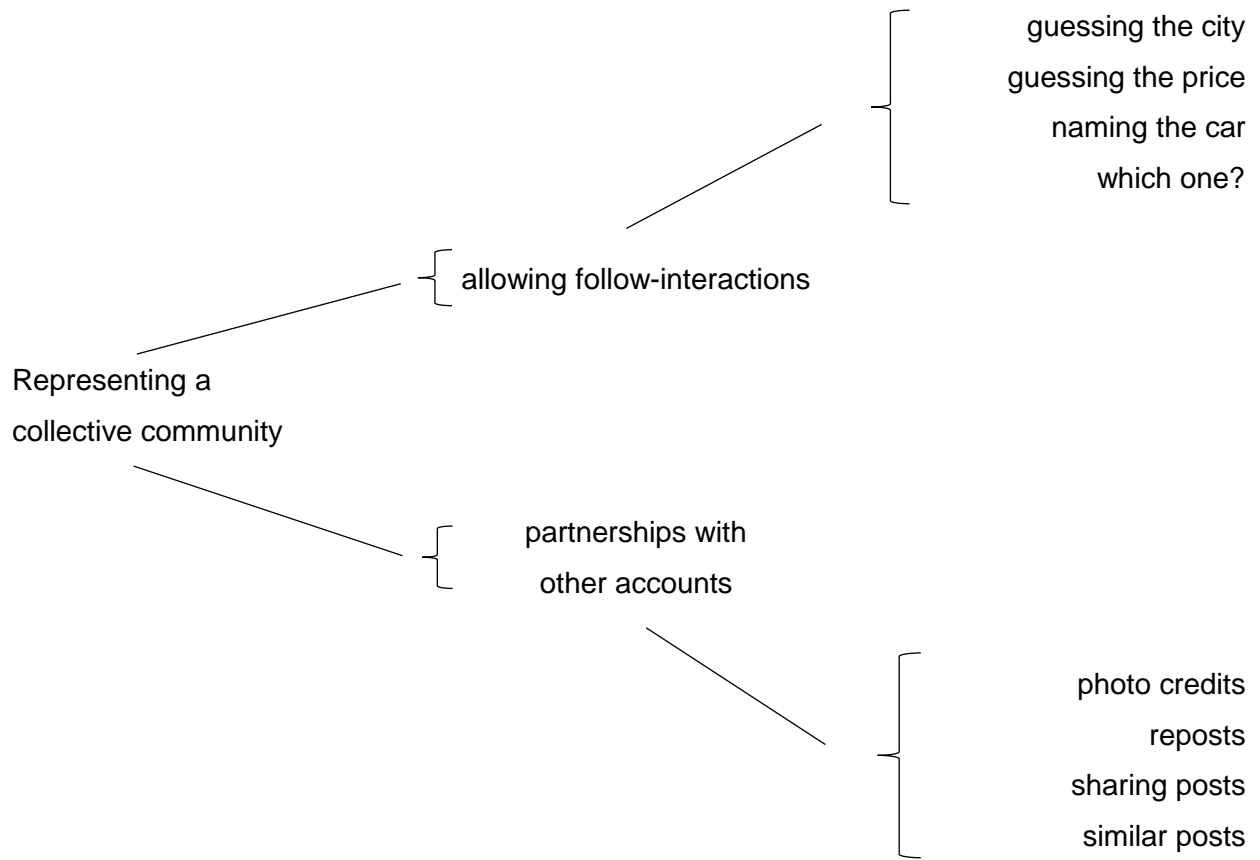 guessing the city
guessing the price
naming the car
which one?
allowing follow-interactions
Representing a
collective community
partnerships with
other accounts
photo credits
reposts
sharing posts
similar posts